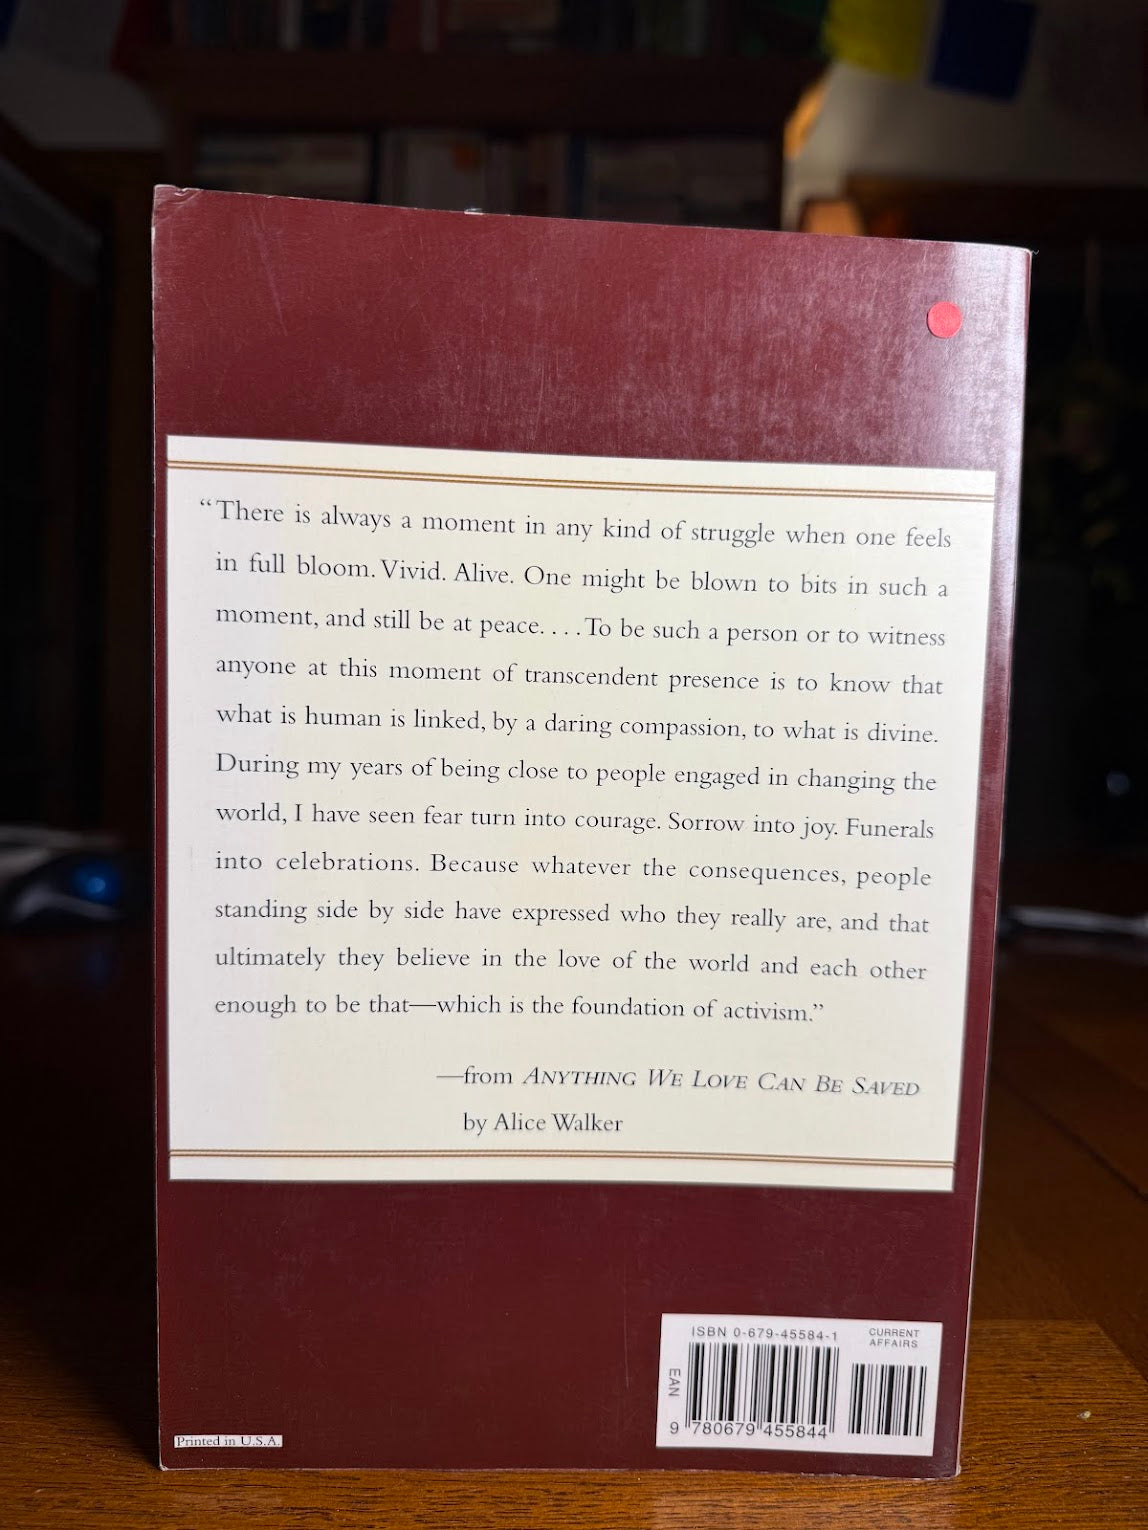 “There is always a moment in any kind of struggle when one feels
in full bloom. Vivid. Alive. One might be blown to bits in such a
moment, and still be at peace. . . . To be such a person or to witness
anyone at this moment of transcendent presence is to know that
what is human is linked, by a daring compassion, to what is divine.
During my years of being close to people engaged in changing the
world, I have seen fear turn into courage. Sorrow into joy. Funerals
into celebrations. Because whatever the consequences, people
standing side by side have expressed who they really are, and that
ultimately they believe in the love of the world and each other
enough to be that—which is the foundation of activism.”
—from ANYTHING WE LOVE CAN BE SAVED
by Alice Walker
ISBN 0-679-45584-1
CURRENT
AFFAIRS
EAN
9 780679 455844
Printed in U.S.A.